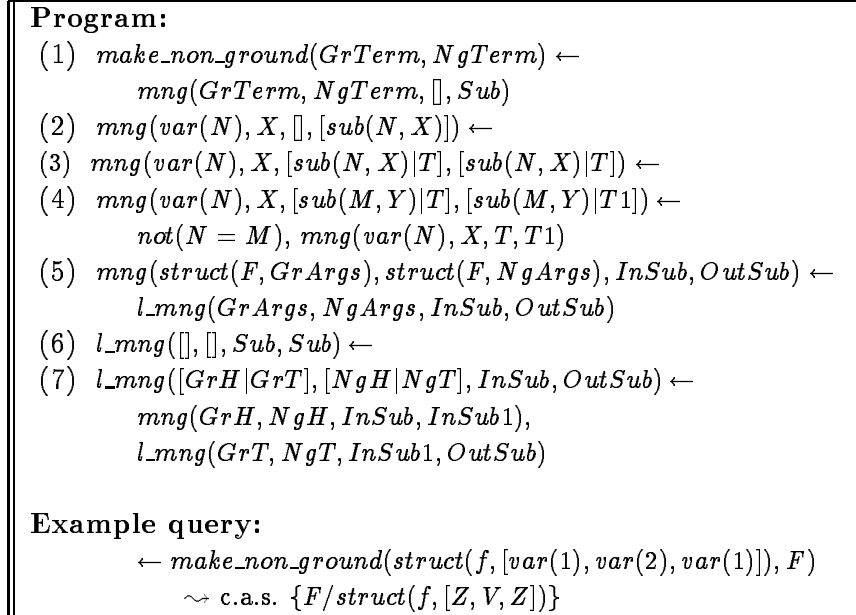 Program:
(1) make_non_ground(GrTerm, NgTerm) ←
mng(GrTerm, NgTerm, [], Sub)
(2) mng(var(N), X, [], [sub(N, X)]) ←
(3) mng(var(N), X, [sub(N, X)|T], [sub(N, X)|T]) ←
(4) mng(var(N), X, [sub(M, Y)|T], [sub(M, Y)|T1]) ←
not(N = M), mng(var(N), X, T, T1)
(5) mng(struct(F, GrArgs), struct(F, NgArgs), InSub, OutSub) ←
l_mng(GrArgs, NgArgs, InSub, OutSub)
(6) l_mng([], [], Sub, Sub) ←
(7) l_mng([GrH|GrT], [NgH|NgT], InSub, OutSub) ←
mng(GrH, NgH, InSub, InSub1),
l_mng(GrT, NgT, InSub1, OutSub)
Example query:
← make_non_ground(struct(f, [var(1), var(2), var(1)]), F)
⤳ c.a.s. {F/struct(f, [Z, V, Z])}